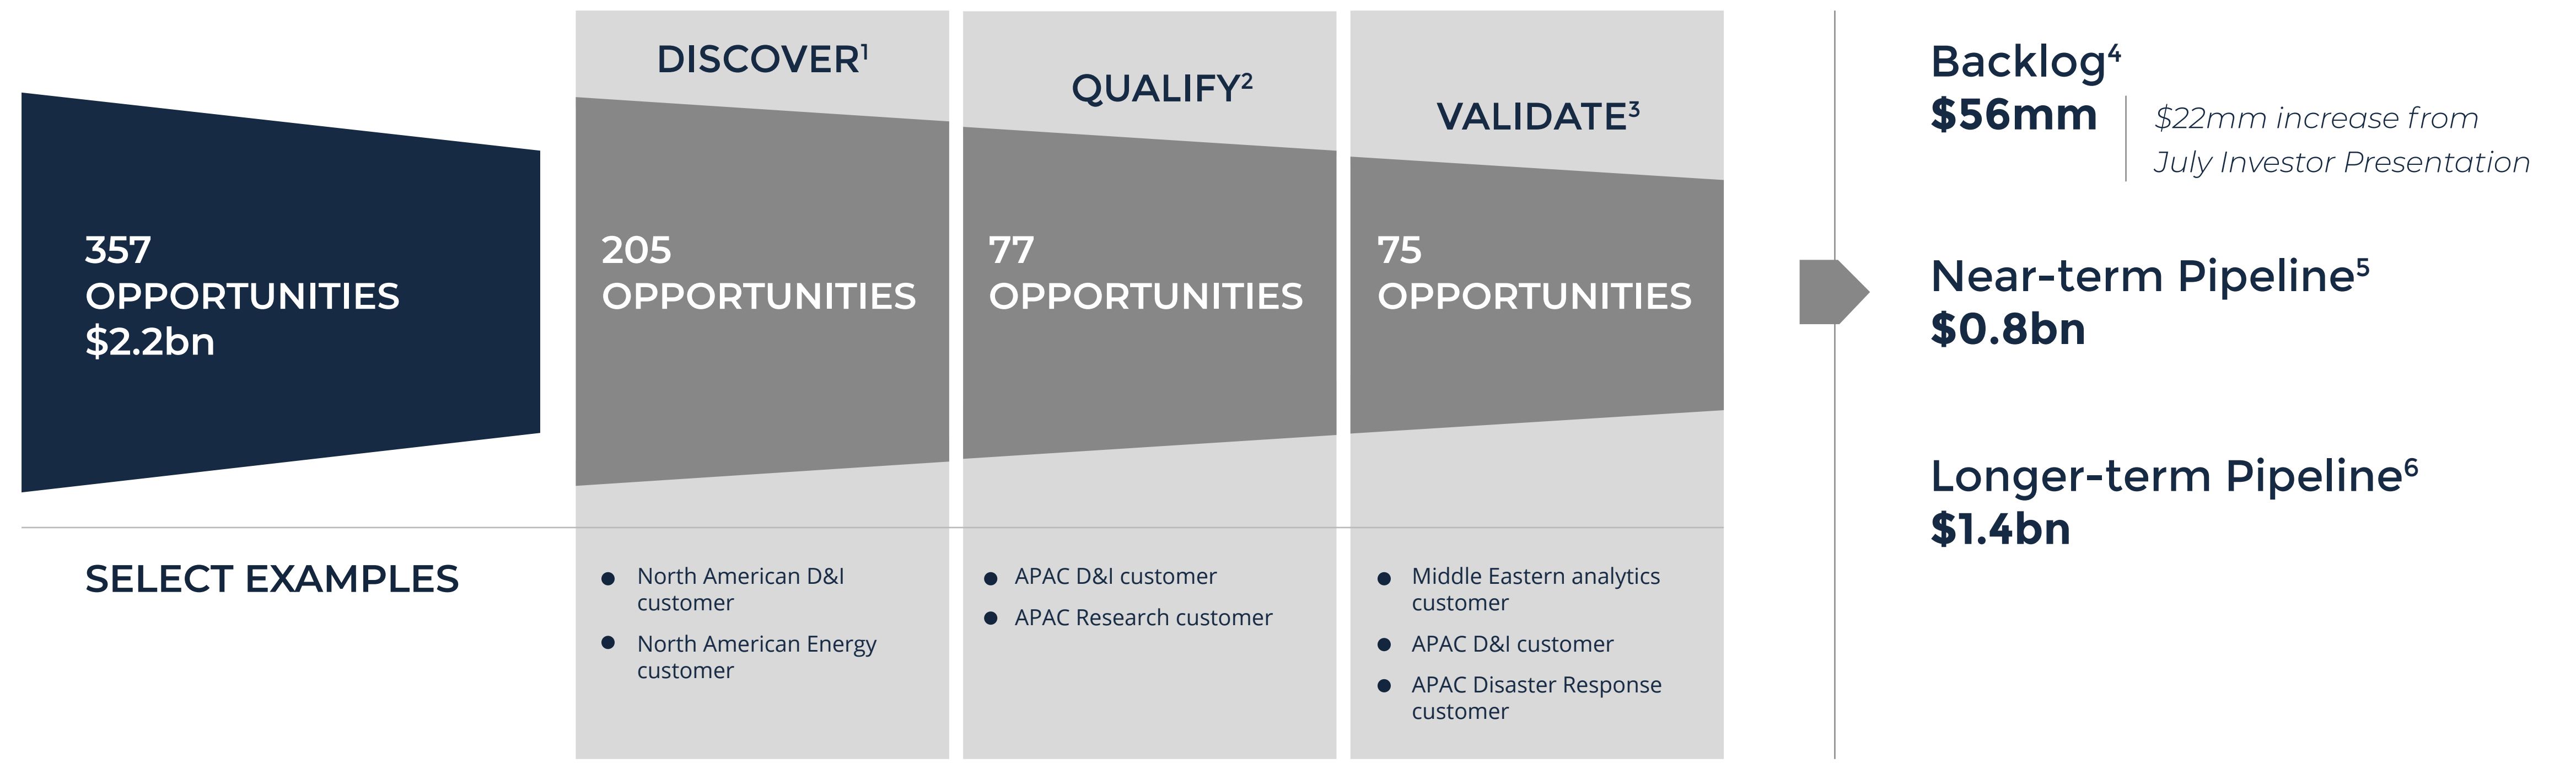 DISCOVER¹
QUALIFY²
VALIDATE³
357
OPPORTUNITIES
$2.2bn
205
OPPORTUNITIES
77
OPPORTUNITIES
75
OPPORTUNITIES
SELECT EXAMPLES
● North American D&I
customer
● North American Energy
customer
● APAC D&I customer
● APAC Research customer
● Middle Eastern analytics
customer
● APAC D&I customer
● APAC Disaster Response
customer
Backlog⁴
$56mm
$22mm increase from
July Investor Presentation
Near-term Pipeline⁵
$0.8bn
Longer-term Pipeline⁶
$1.4bn